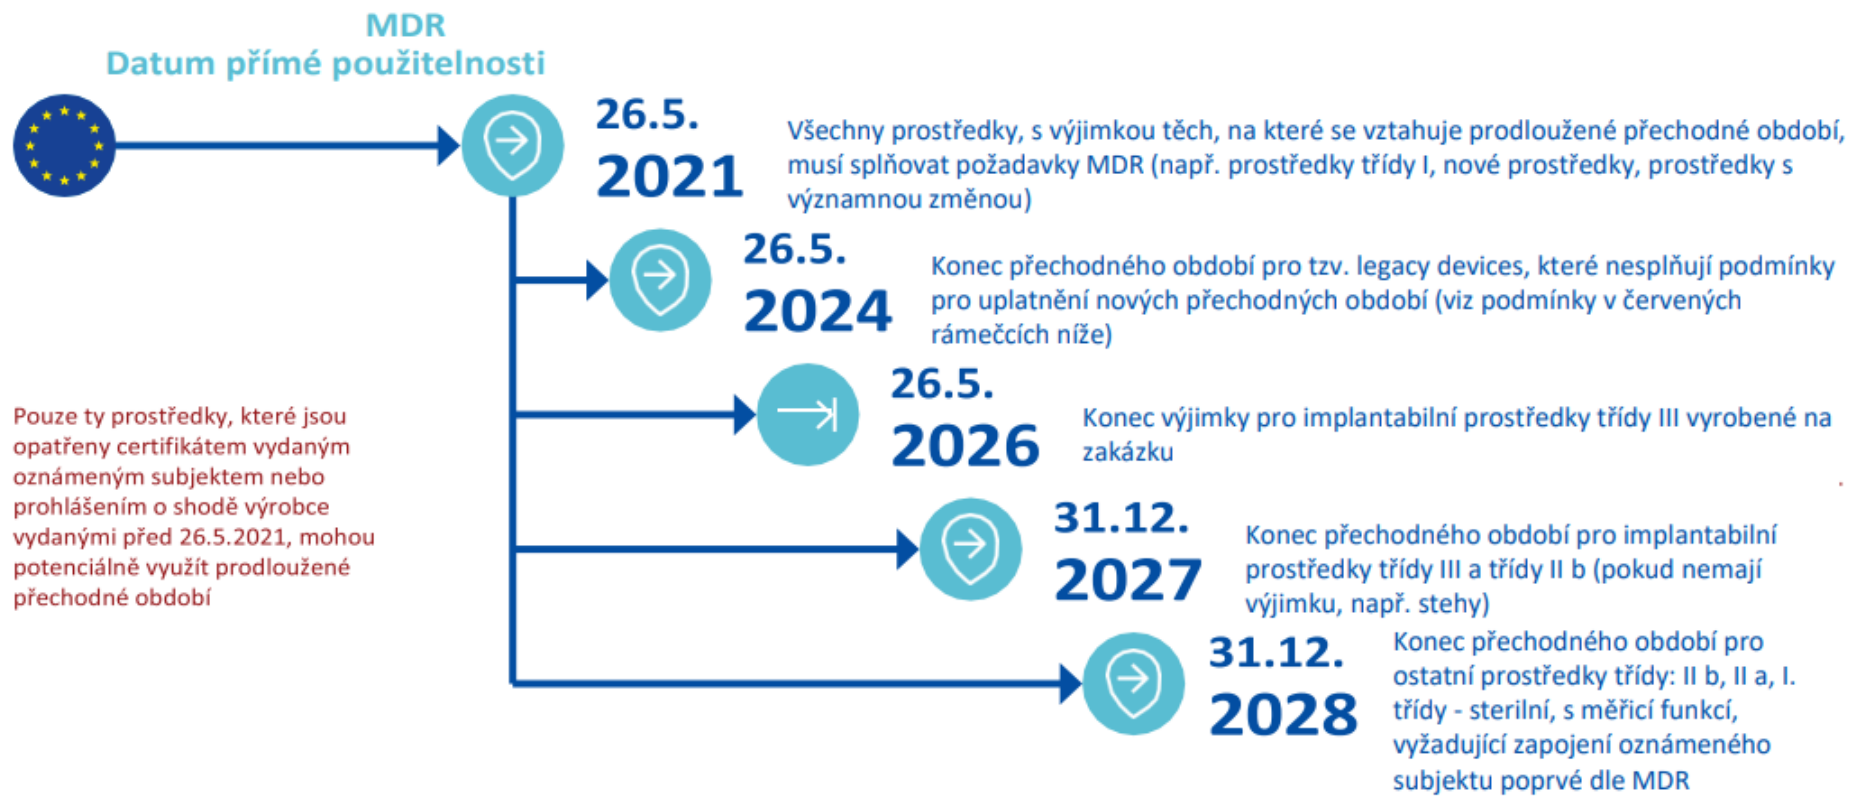 MDR
Datum přímé použitelnosti
26.5.
2021
Všechny prostředky, s výjimkou těch, na které se vztahuje prodloužené přechodné období,
musí splňovat požadavky MDR (např. prostředky třídy I, nové prostředky, prostředky s
významnou změnou)
26.5.
2024
Konec přechodného období pro tzv. legacy devices, které nesplňují podmínky
pro uplatnění nových přechodných období (viz podmínky v červených
rámečcích níže)
26.5.
2026
Konec výjimky pro implantabilní prostředky třídy III vyrobené na
zakázku
Pouze ty prostředky, které jsou
opatřeny certifikátem vydaným
oznámeným subjektem nebo
prohlášením o shodě výrobce
vydanými před 26.5.2021, mohou
potenciálně využít prodloužené
přechodné období
31.12.
2027
Konec přechodného období pro implantabilní
prostředky třídy III a třídy II b (pokud nemají
výjimku, např. stehy)
31.12.
2028
Konec přechodného období pro
ostatní prostředky třídy: II b, II a, I.
třídy - sterilní, s měřicí funkcí,
vyžadující zapojení oznámeného
subjektu poprvé dle MDR